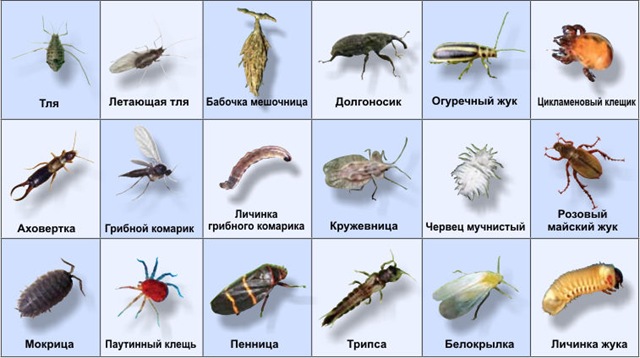 Тля
Летающая тля
Бабочка мешочница
Долгоносик
Огуречный жук
Цикламеновый клещик
Аховертка
Грибной комарик
Личинка
грибного комарика
Кружевница
Червец мучнистый
Розовый
майский жук
Мокрица
Паутинный клещь
Пенница
Трипса
Белокрылка
Личинка жука